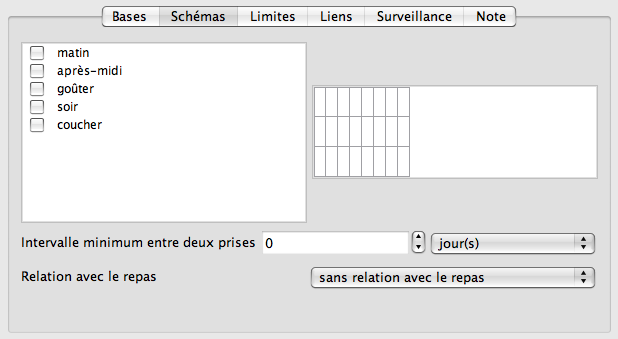 Bases Schémas Limites Liens Surveillance Note
matin
après-midi
goûter
soir
coucher
Intervalle minimum entre deux prises 0 jour(s)
Relation avec le repas sans relation avec le repas